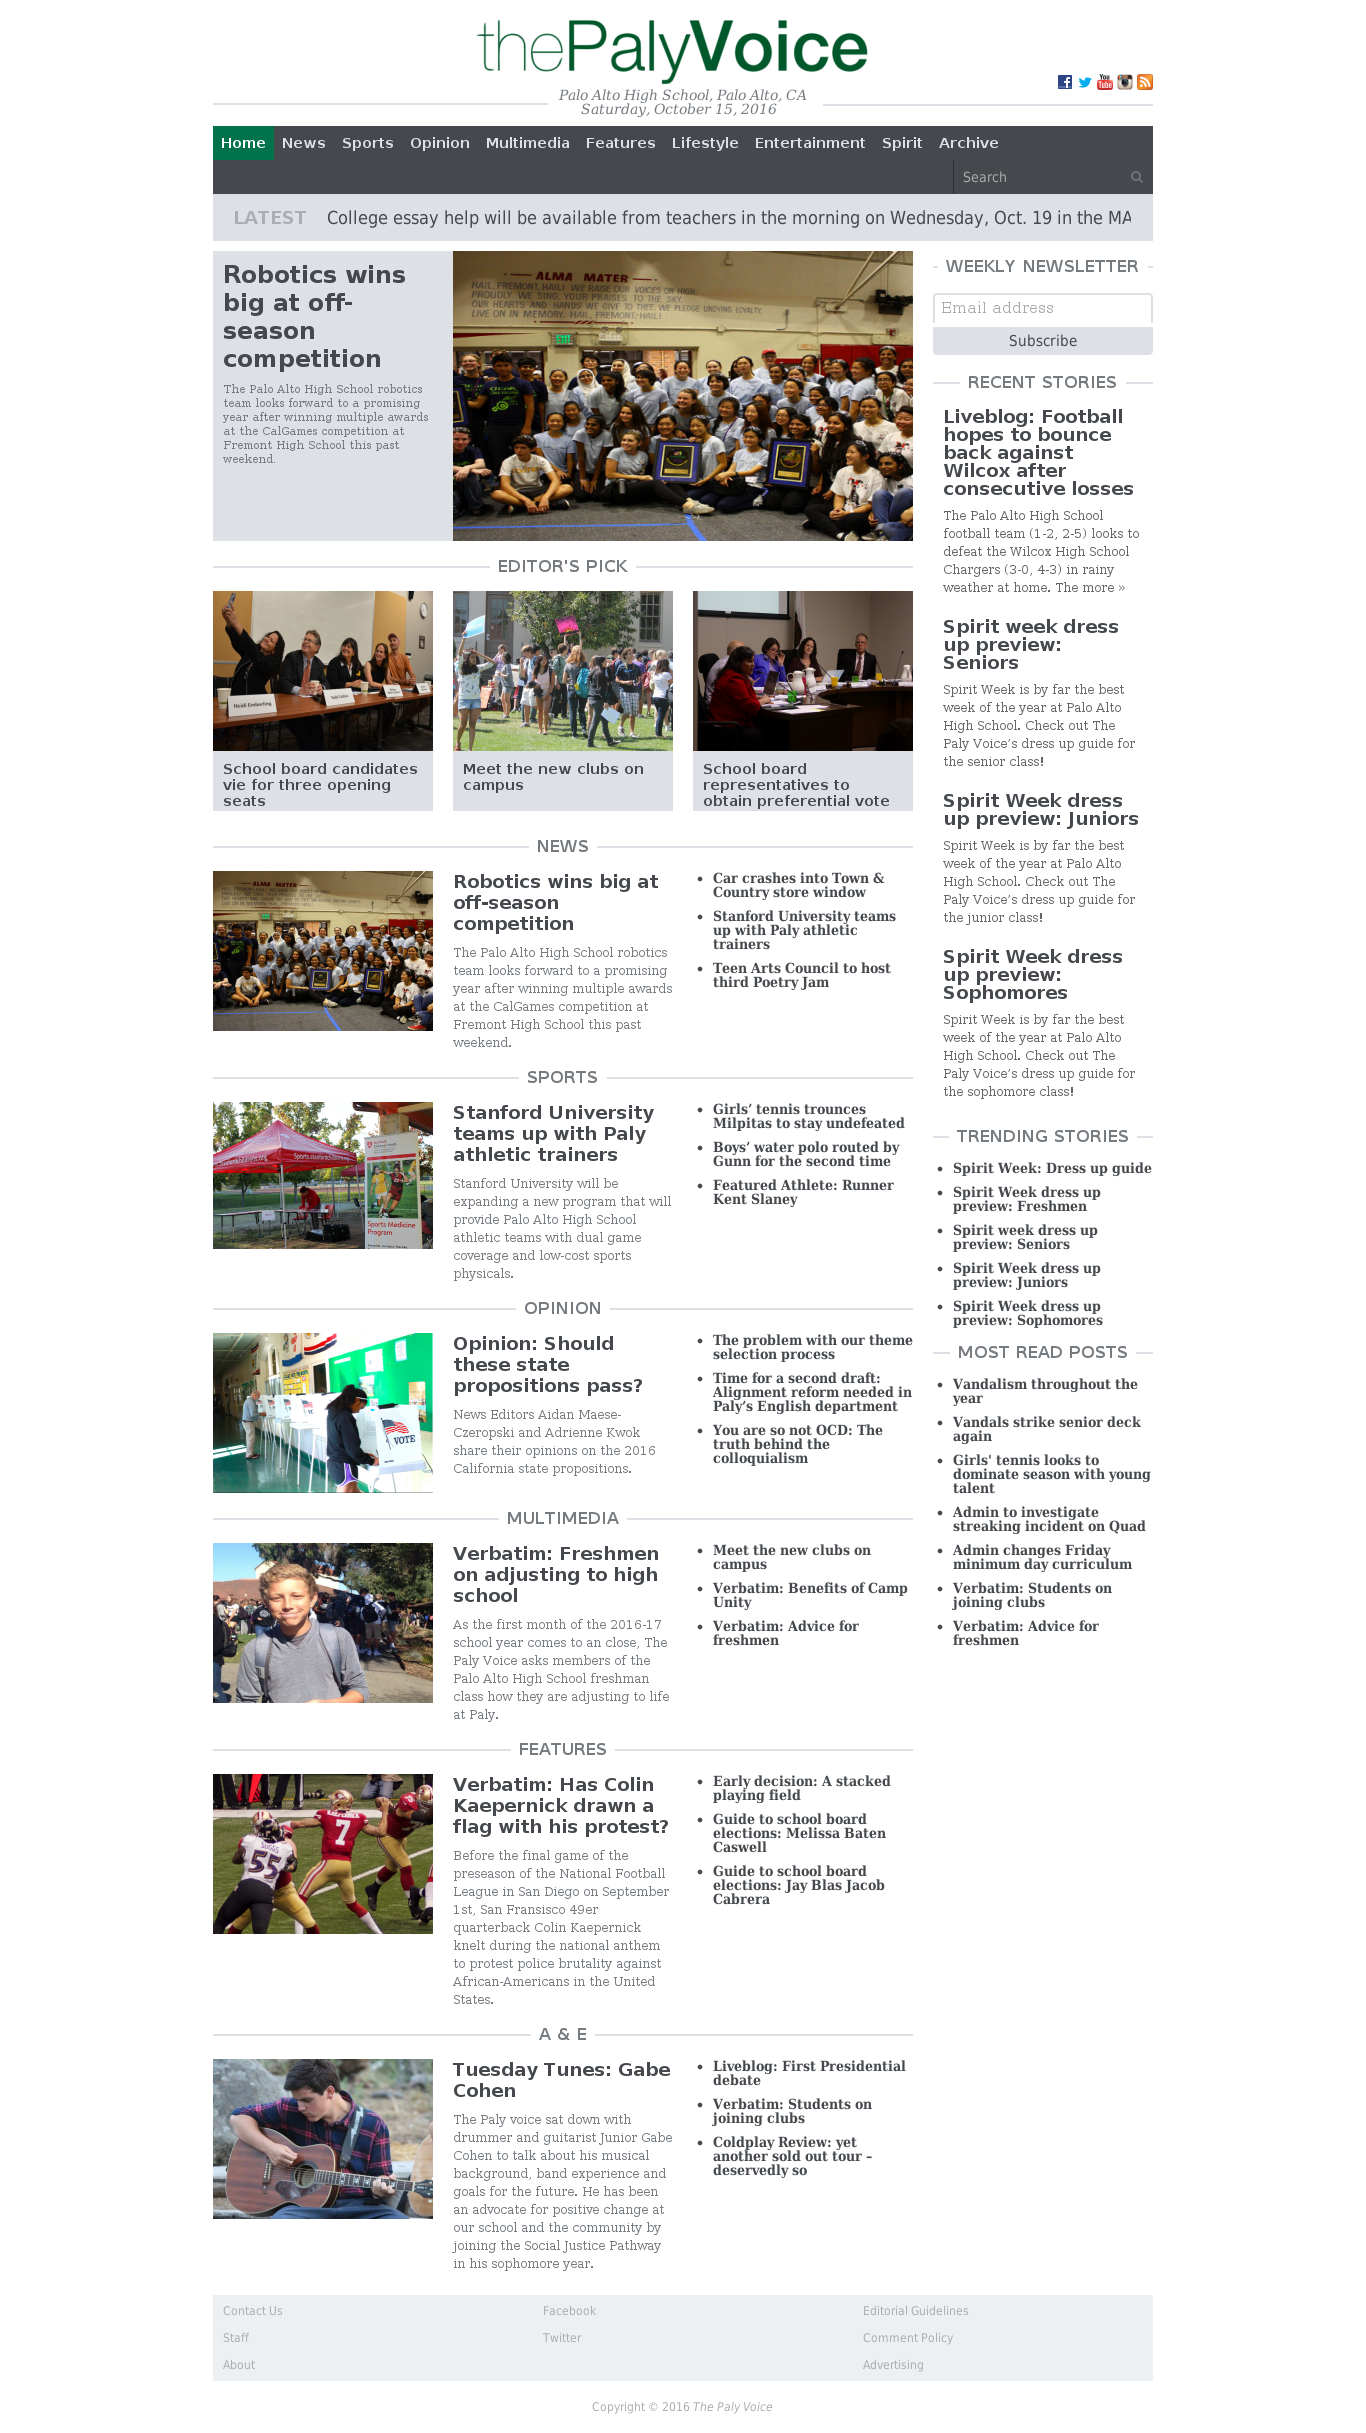 thePalyVoice
Palo Alto High School, Palo Alto, CA
Saturday, October 15, 2016
Home News Sports Opinion Multimedia Features Lifestyle Entertainment Spirit Archive
Search
LATEST College essay help will be available from teachers in the morning on Wednesday, Oct. 19 in the MA
Robotics wins
big at off-
season
competition
The Palo Alto High School robotics
team looks forward to a promising
year after winning multiple awards
at the CalGames competition at
Fremont High School this past
weekend.
ALMA MATER
HAIL, HAIL! WE RAISE OUR VOICES ON HIGH.
PROUDLY WE SING, YOUR PRAISES TO THE SKY.
OUR HEARTS AND HANDS WE GIVE TO THEE. WE PLEDGE UNDYING LOYALTY.
LIVE ON IN MEMORY. HAIL, FREMONT, HAIL!
EDITOR'S PICK
Heidi Emberling
School board candidates
vie for three opening
seats
Meet the new clubs on
campus
School board
representatives to
obtain preferential vote
NEWS
ALMA MATER
Robotics wins big at
off-season
competition
The Palo Alto High School robotics
team looks forward to a promising
year after winning multiple awards
at the CalGames competition at
Fremont High School this past
weekend.
• Car crashes into Town &
Country store window
• Stanford University teams
up with Paly athletic
trainers
• Teen Arts Council to host
third Poetry Jam
SPORTS
Sports Medicine
Program
Stanford University
teams up with Paly
athletic trainers
Stanford University will be
expanding a new program that will
provide Palo Alto High School
athletic teams with dual game
coverage and low-cost sports
physicals.
• Girls’ tennis trounces
Milpitas to stay undefeated
• Boys’ water polo routed by
Gunn for the second time
• Featured Athlete: Runner
Kent Slaney
OPINION
VOTE
Opinion: Should
these state
propositions pass?
News Editors Aidan Maese-
Czeropski and Adrienne Kwok
share their opinions on the 2016
California state propositions.
• The problem with our theme
selection process
• Time for a second draft:
Alignment reform needed in
Paly’s English department
• You are so not OCD: The
truth behind the
colloquialism
MULTIMEDIA
Verbatim: Freshmen
on adjusting to high
school
As the first month of the 2016-17
school year comes to an close, The
Paly Voice asks members of the
Palo Alto High School freshman
class how they are adjusting to life
at Paly.
• Meet the new clubs on
campus
• Verbatim: Benefits of Camp
Unity
• Verbatim: Advice for
freshmen
FEATURES
SUGGS
55
7
Verbatim: Has Colin
Kaepernick drawn a
flag with his protest?
Before the final game of the
preseason of the National Football
League in San Diego on September
1st, San Fransisco 49er
quarterback Colin Kaepernick
knelt during the national anthem
to protest police brutality against
African-Americans in the United
States.
• Early decision: A stacked
playing field
• Guide to school board
elections: Melissa Baten
Caswell
• Guide to school board
elections: Jay Blas Jacob
Cabrera
A & E
Tuesday Tunes: Gabe
Cohen
The Paly voice sat down with
drummer and guitarist Junior Gabe
Cohen to talk about his musical
background, band experience and
goals for the future. He has been
an advocate for positive change at
our school and the community by
joining the Social Justice Pathway
in his sophomore year.
• Liveblog: First Presidential
debate
• Verbatim: Students on
joining clubs
• Coldplay Review: yet
another sold out tour –
deservedly so
WEEKLY NEWSLETTER
Email address
Subscribe
RECENT STORIES
Liveblog: Football
hopes to bounce
back against
Wilcox after
consecutive losses
The Palo Alto High School
football team (1-2, 2-5) looks to
defeat the Wilcox High School
Chargers (3-0, 4-3) in rainy
weather at home. The more »
Spirit week dress
up preview:
Seniors
Spirit Week is by far the best
week of the year at Palo Alto
High School. Check out The
Paly Voice’s dress up guide for
the senior class!
Spirit Week dress
up preview: Juniors
Spirit Week is by far the best
week of the year at Palo Alto
High School. Check out The
Paly Voice’s dress up guide for
the junior class!
Spirit Week dress
up preview:
Sophomores
Spirit Week is by far the best
week of the year at Palo Alto
High School. Check out The
Paly Voice’s dress up guide for
the sophomore class!
TRENDING STORIES
• Spirit Week: Dress up guide
• Spirit Week dress up
preview: Freshmen
• Spirit week dress up
preview: Seniors
• Spirit Week dress up
preview: Juniors
• Spirit Week dress up
preview: Sophomores
MOST READ POSTS
• Vandalism throughout the
year
• Vandals strike senior deck
again
• Girls' tennis looks to
dominate season with young
talent
• Admin to investigate
streaking incident on Quad
• Admin changes Friday
minimum day curriculum
• Verbatim: Students on
joining clubs
• Verbatim: Advice for
freshmen
Contact Us
Staff
About
Facebook
Twitter
Editorial Guidelines
Comment Policy
Advertising
Copyright © 2016 The Paly Voice